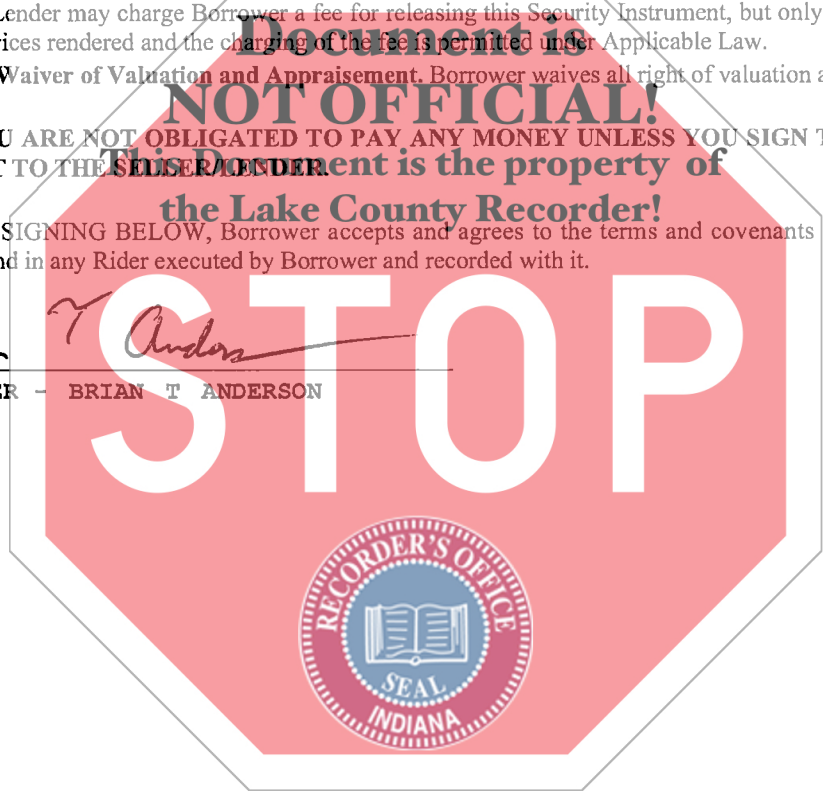 Lender may charge Borrower a fee for releasing this Security Instrument, but only
Document is
ices rendered and the charging of the fee is permitted under Applicable Law.
Waiver of Valuation and Appraisement. Borrower waives all right of valuation a
NOT OFFICIAL!
U ARE NOT OBLIGATED TO PAY ANY MONEY UNLESS YOU SIGN T
This Document is the property of
T TO THE SELLER/LENDER.
the Lake County Recorder!
SIGNING BELOW, Borrower accepts and agrees to the terms and covenants
nd in any Rider executed by Borrower and recorded with it.
STOP
T Anders
ER - BRIAN T ANDERSON
RECORDER'S OFFICE
SEAL
INDIANA